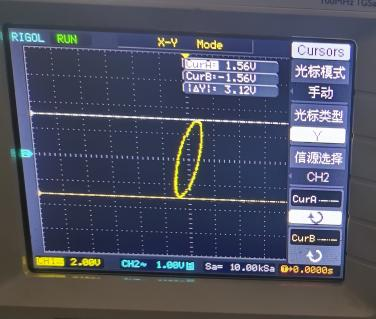 RIGOL RUN X-Y Mode Cursors
CurA: 1.56V
CurB:-1.56V
|ΔY|: 3.12V
光标模式
手动
光标类型
Y
信源选择
CH2
CurA
CurB
CH1= 2.00V CH2~ 1.00V Sa= 10.00kSa T→0.0000s